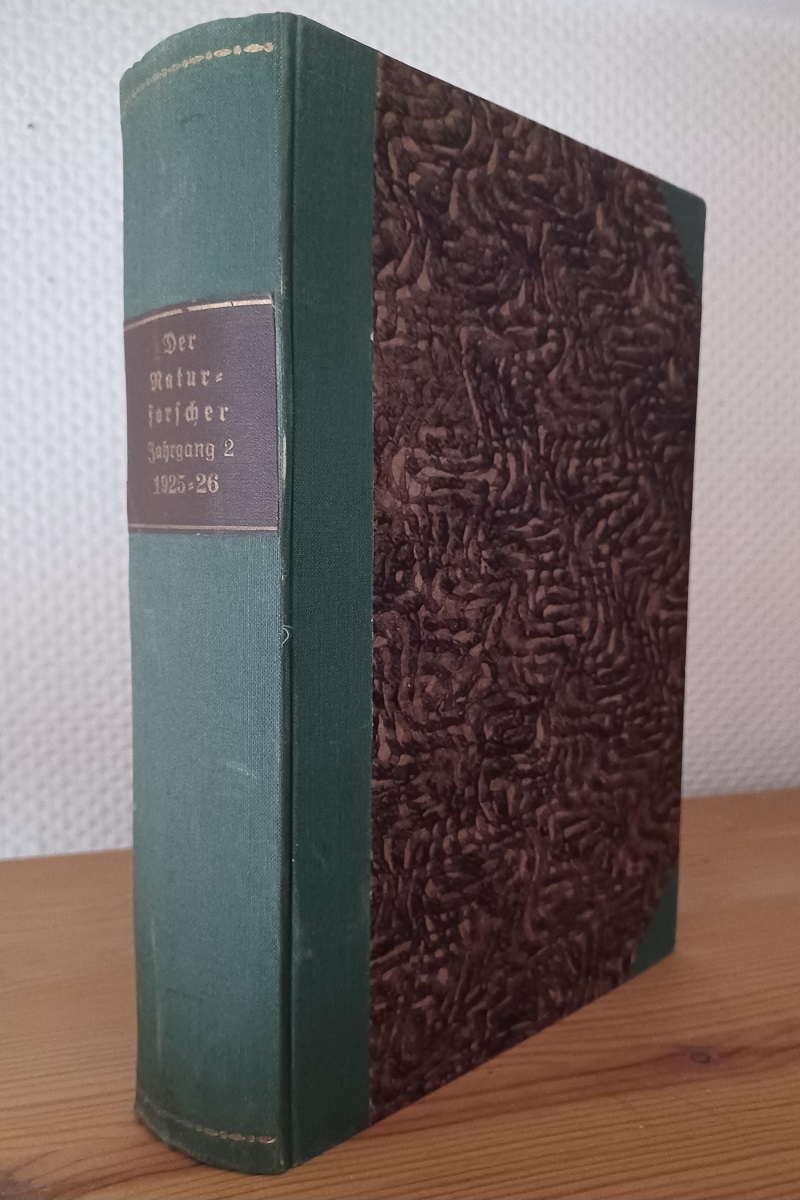 Der
Natur=
forscher
Jahrgang 2
1925=26